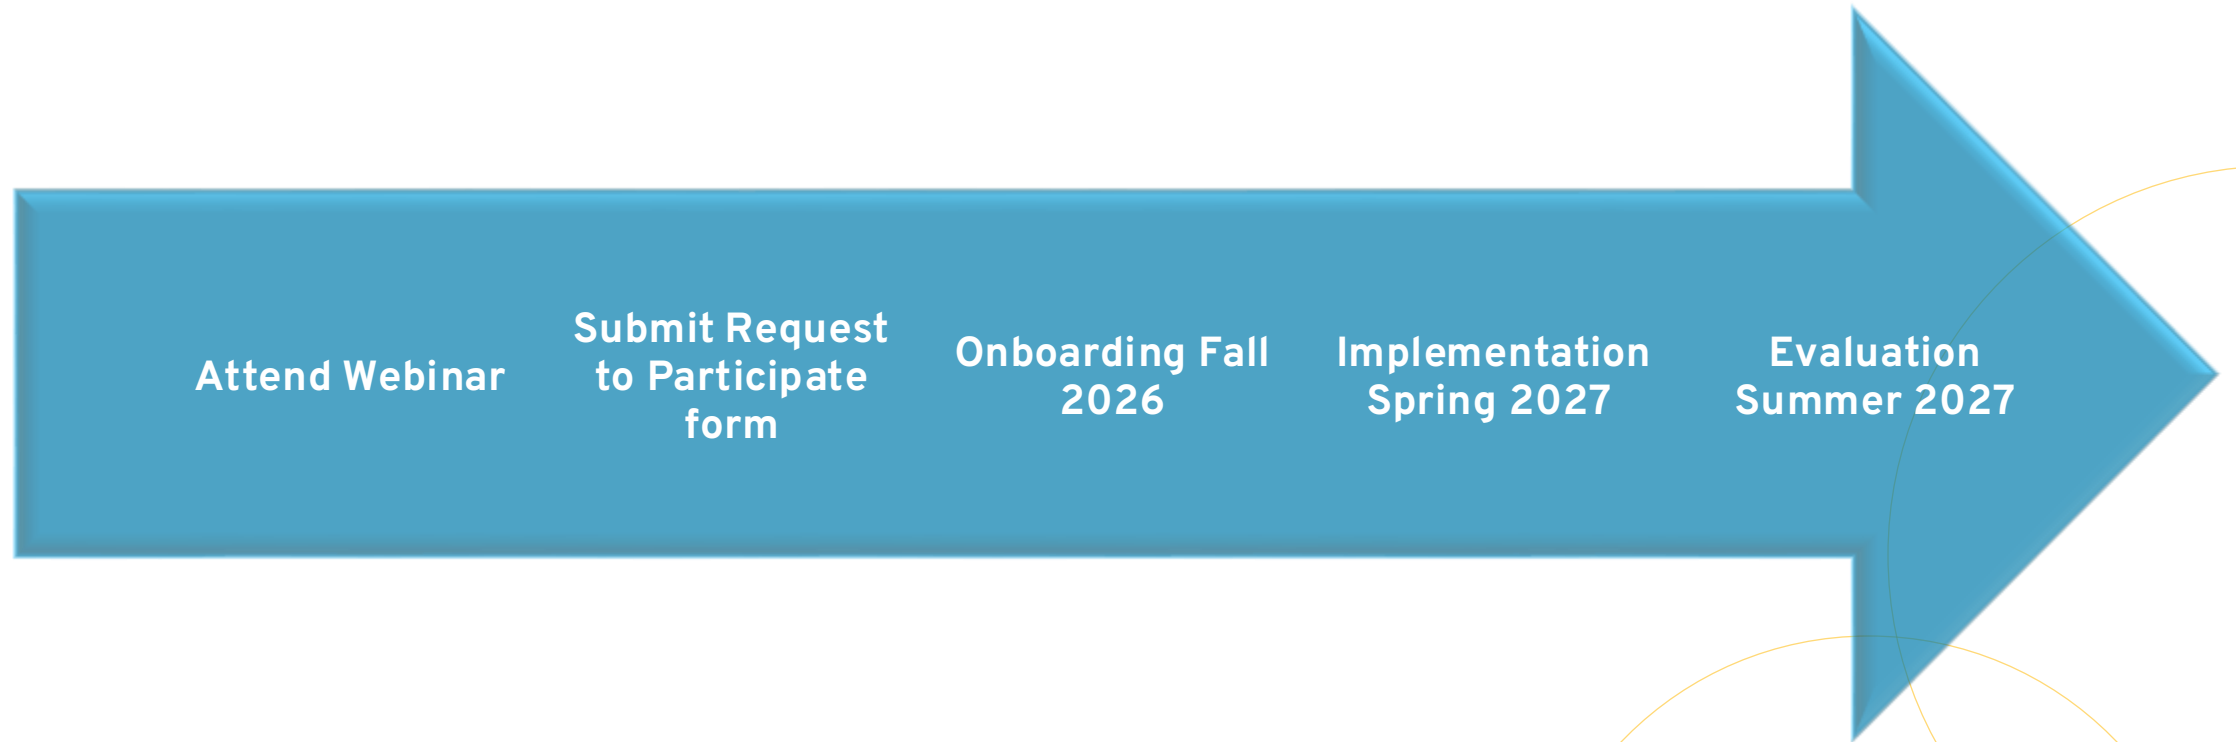 Attend Webinar
Submit Request
to Participate
form
Onboarding Fall
2026
Implementation
Spring 2027
Evaluation
Summer 2027